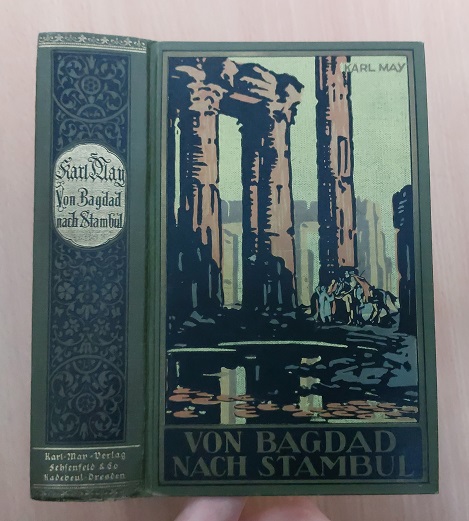 Karl May
Von Bagdad
nach Stambul
Karl-May-Verlag
Fehsenfeld & Co
Radebeul Dresden
KARL MAY
VON BAGDAD
NACH STAMBUL